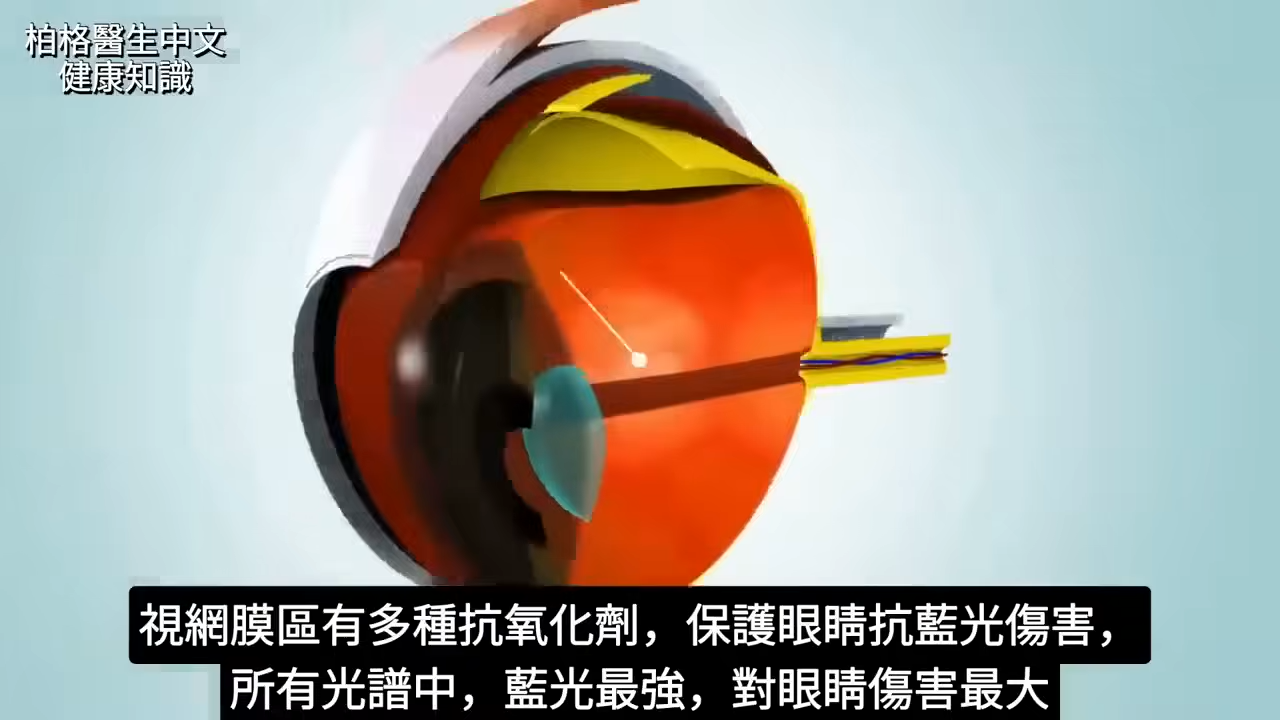 柏格醫生中文
健康知識
視網膜區有多種抗氧化劑，保護眼睛抗藍光傷害，
所有光譜中，藍光最強，對眼睛傷害最大